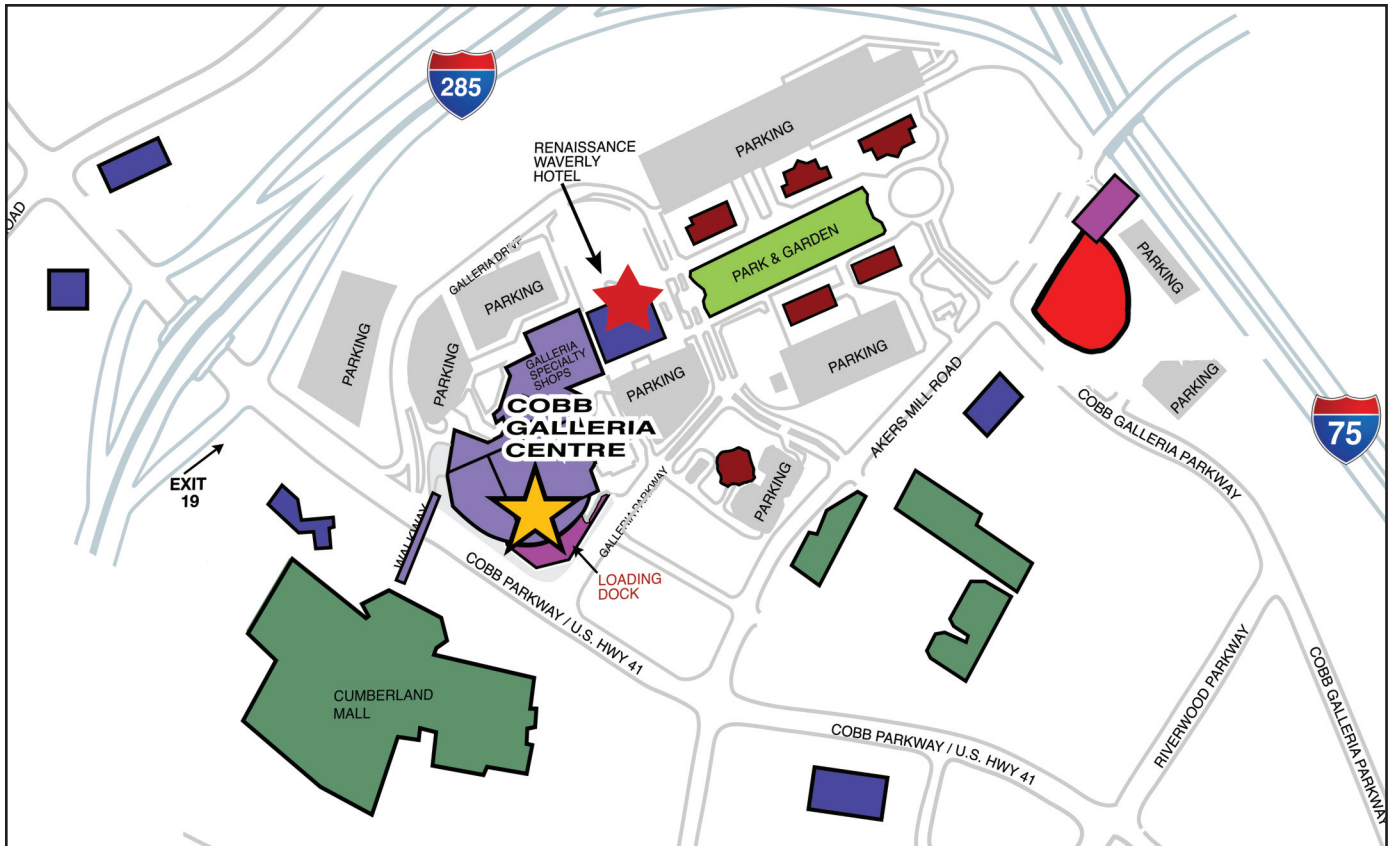 285
RENAISSANCE
WAVERLY
HOTEL
PARKING
ROAD
PARK & GARDEN
GALLERIA DRIVE
PARKING
PARKING
PARKING
PARKING
GALLERIA
SPECIALTY
SHOPS
PARKING
PARKING
COBB
GALLERIA
CENTRE
AKERS MILL ROAD
PARKING
COBB GALLERIA PARKWAY
75
EXIT
19
PARKING
WALKWAY
GALLERIA PARKWAY
LOADING
DOCK
COBB PARKWAY / U.S. HWY 41
CUMBERLAND
MALL
RIVERWOOD PARKWAY
COBB GALLERIA PARKWAY
COBB PARKWAY / U.S. HWY 41